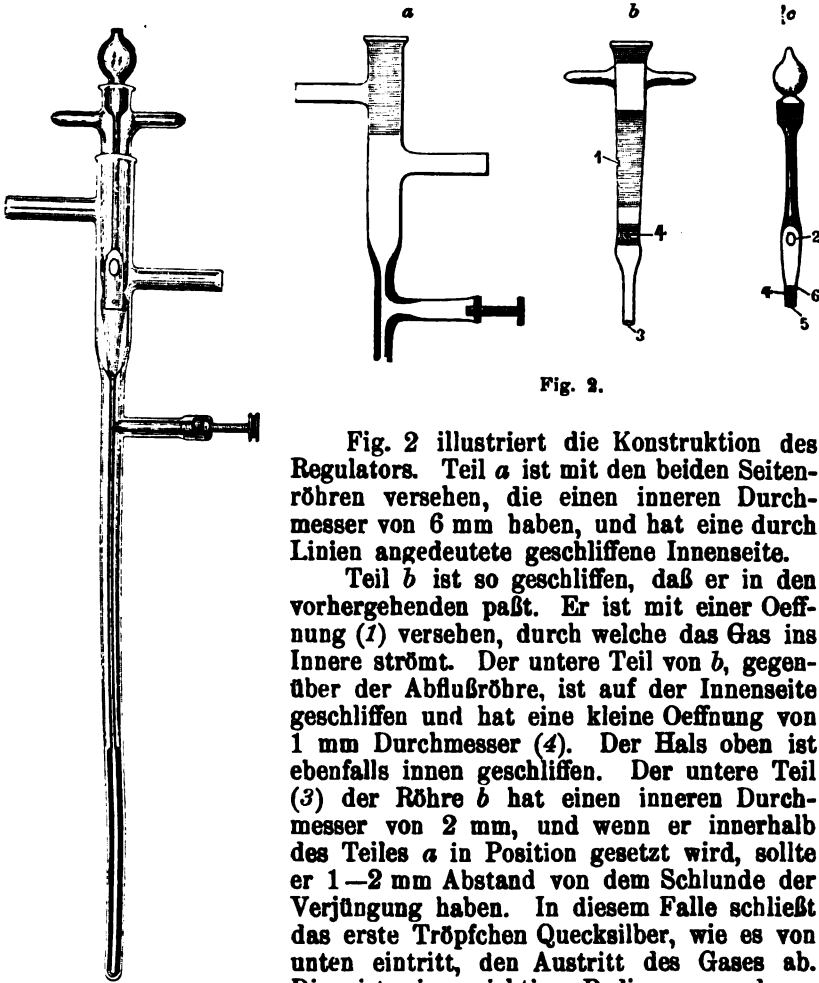 a b c
1
4
3
2
4
6
5
Fig. 2.
Fig. 2 illustriert die Konstruktion des
Regulators. Teil a ist mit den beiden Seiten-
röhren versehen, die einen inneren Durch-
messer von 6 mm haben, und hat eine durch
Linien angedeutete geschliffene Innenseite.
Teil b ist so geschliffen, daß er in den
vorhergehenden paßt. Er ist mit einer Oeff-
nung (1) versehen, durch welche das Gas ins
Innere strömt. Der untere Teil von b, gegen-
über der Abflußröhre, ist auf der Innenseite
geschliffen und hat eine kleine Oeffnung von
1 mm Durchmesser (4). Der Hals oben ist
ebenfalls innen geschliffen. Der untere Teil
(3) der Röhre b hat einen inneren Durch-
messer von 2 mm, und wenn er innerhalb
des Teiles a in Position gesetzt wird, sollte
er 1—2 mm Abstand von dem Schlunde der
Verjüngung haben. In diesem Falle schließt
das erste Tröpfchen Quecksilber, wie es von
unten eintritt, den Austritt des Gases ab.